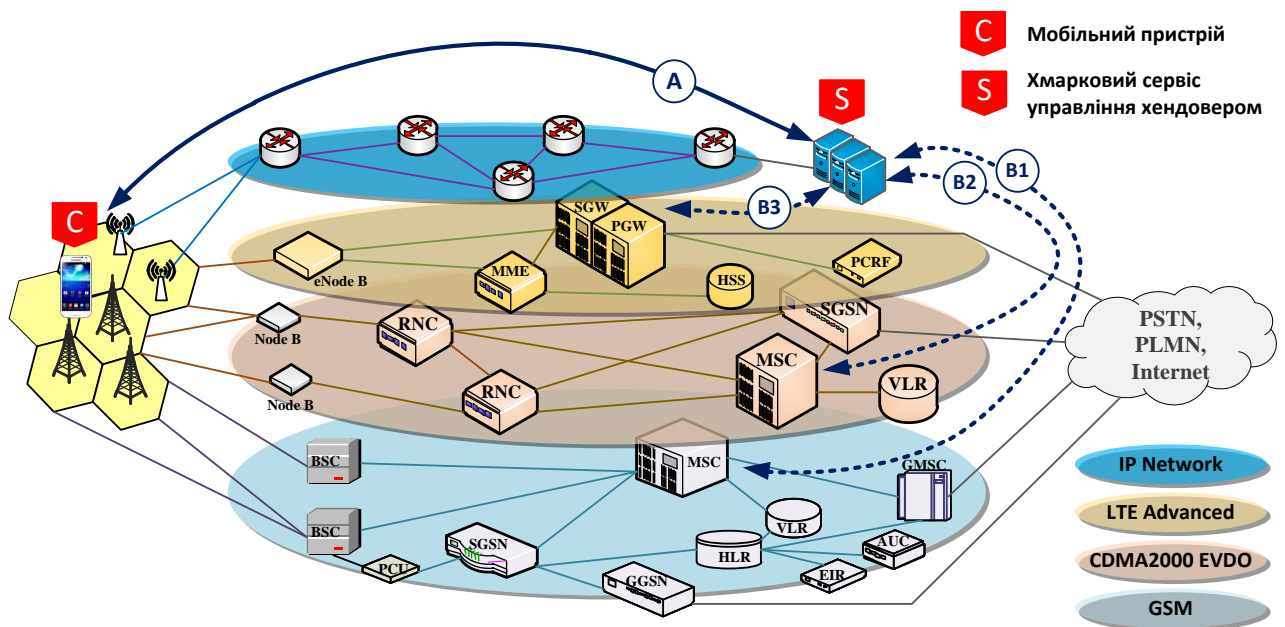 C
Мобільний пристрій
S
Хмарковий сервіс
управління хендовером
A
S
B1
B2
B3
C
SGW
PGW
eNode B
MME
HSS
PCRF
SGSN
Node B
RNC
MSC
VLR
Node B
RNC
PSTN,
PLMN,
Internet
BSC
MSC
GMSC
BSC
SGSN
PCU
VLR
HLR
AUC
EIR
GGSN
IP Network
LTE Advanced
CDMA2000 EVDO
GSM